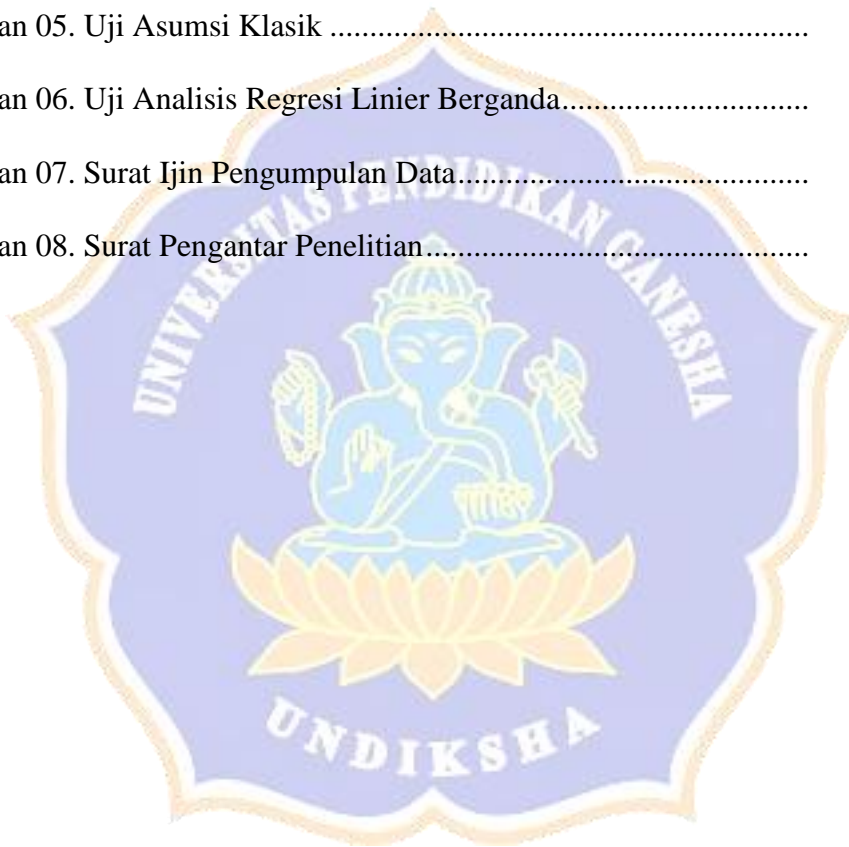 an 05. Uji Asumsi Klasik ......................................................
an 06. Uji Analisis Regresi Linier Berganda............................
an 07. Surat Ijin Pengumpulan Data........................................
an 08. Surat Pengantar Penelitian...........................................
UNIVERSITAS PENDIDIKAN GANESHA
UNDIKSHA